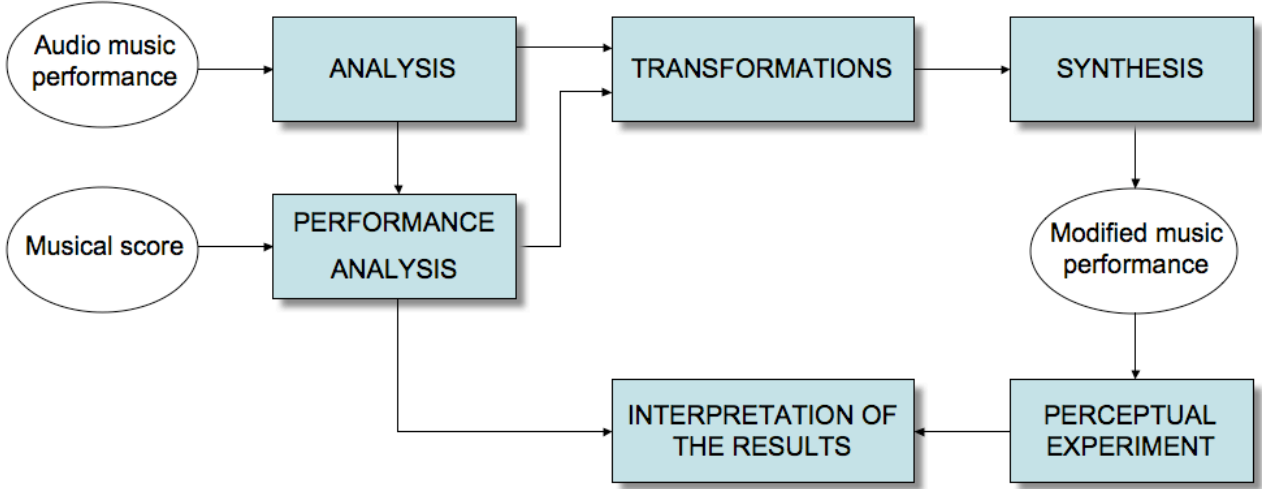 Audio music
performance
ANALYSIS
TRANSFORMATIONS
SYNTHESIS
Musical score
PERFORMANCE
ANALYSIS
Modified music
performance
INTERPRETATION OF
THE RESULTS
PERCEPTUAL
EXPERIMENT